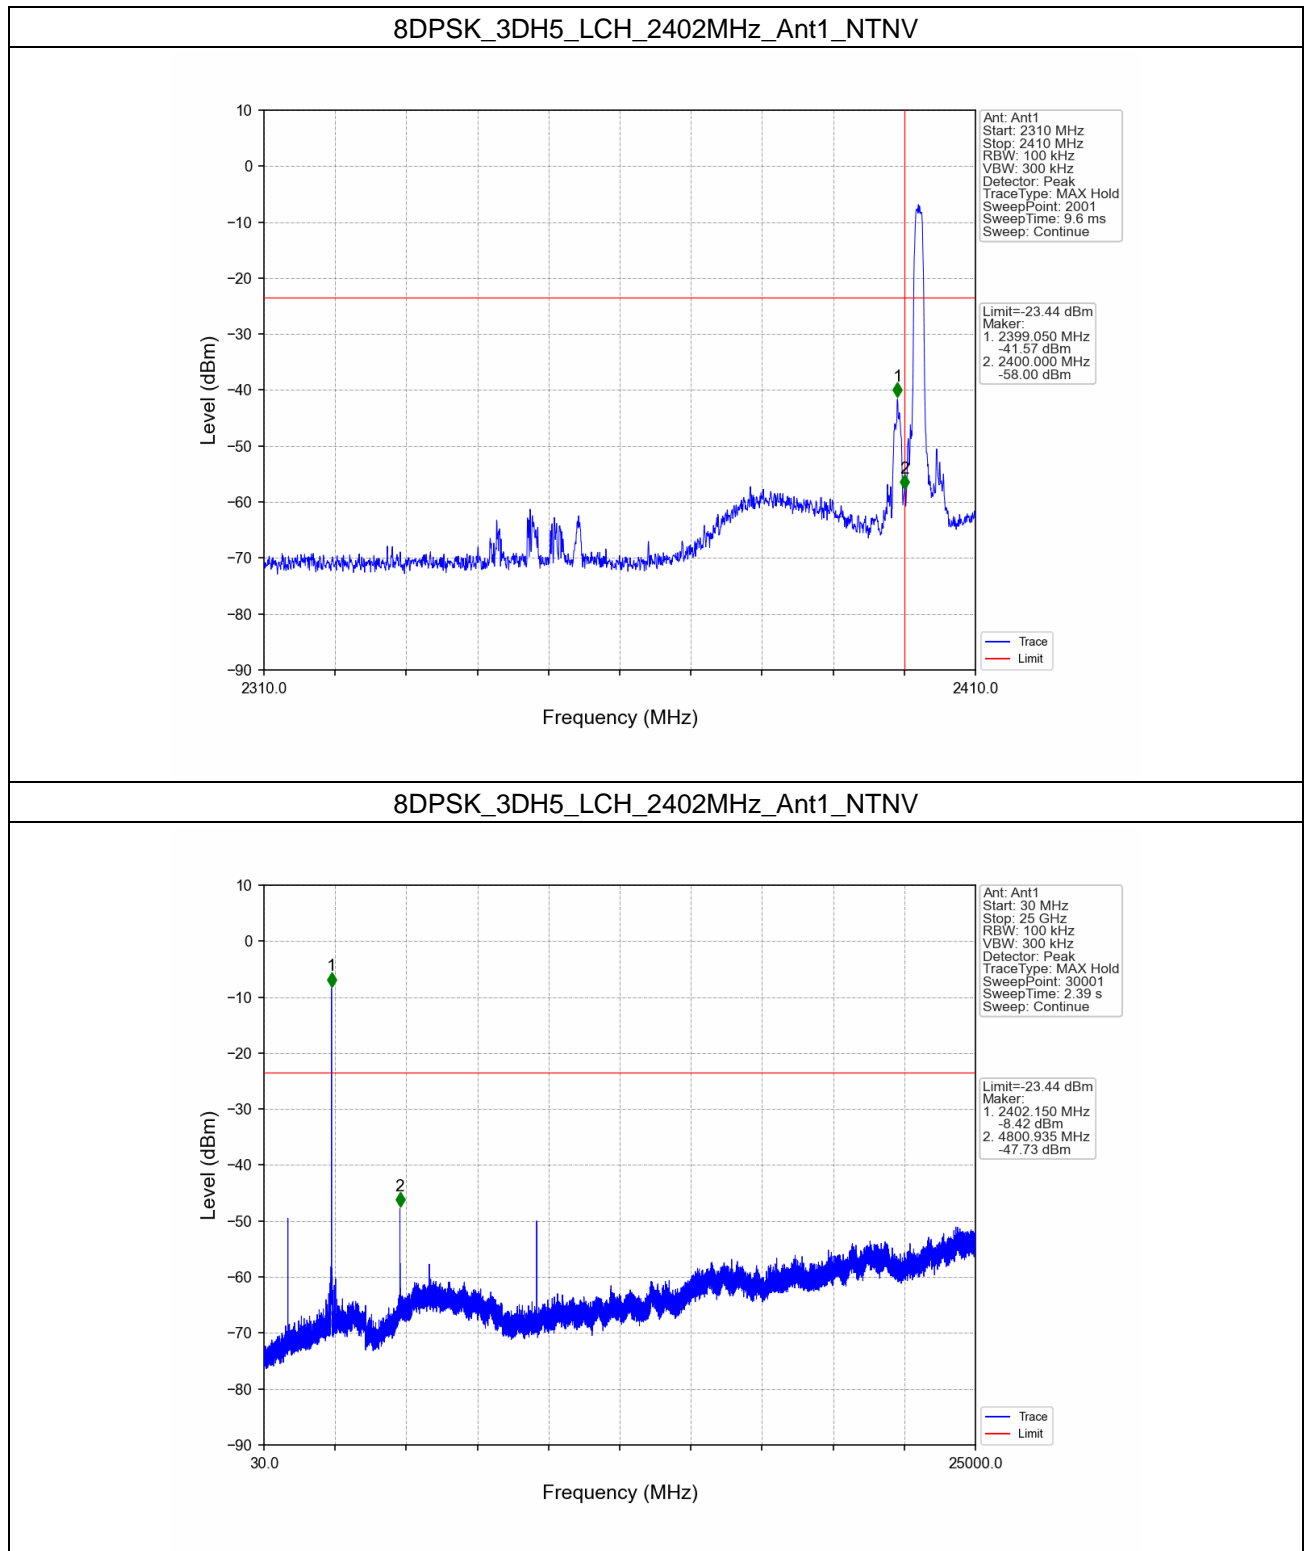 8DPSK_3DH5_LCH_2402MHz_Ant1_NTNV
10
0
−10
−20
−30
−40
−50
−60
−70
−80
−90
Level (dBm)
2310.0
2410.0
Frequency (MHz)
1
2
Ant: Ant1
Start: 2310 MHz
Stop: 2410 MHz
RBW: 100 kHz
VBW: 300 kHz
Detector: Peak
TraceType: MAX Hold
SweepPoint: 2001
SweepTime: 9.6 ms
Sweep: Continue
Limit=-23.44 dBm
Maker:
1. 2399.050 MHz
-41.57 dBm
2. 2400.000 MHz
-58.00 dBm
Trace
Limit
8DPSK_3DH5_LCH_2402MHz_Ant1_NTNV
10
0
−10
−20
−30
−40
−50
−60
−70
−80
−90
Level (dBm)
30.0
25000.0
Frequency (MHz)
1
2
Ant: Ant1
Start: 30 MHz
Stop: 25 GHz
RBW: 100 kHz
VBW: 300 kHz
Detector: Peak
TraceType: MAX Hold
SweepPoint: 30001
SweepTime: 2.39 s
Sweep: Continue
Limit=-23.44 dBm
Maker:
1. 2402.150 MHz
-8.42 dBm
2. 4800.935 MHz
-47.73 dBm
Trace
Limit